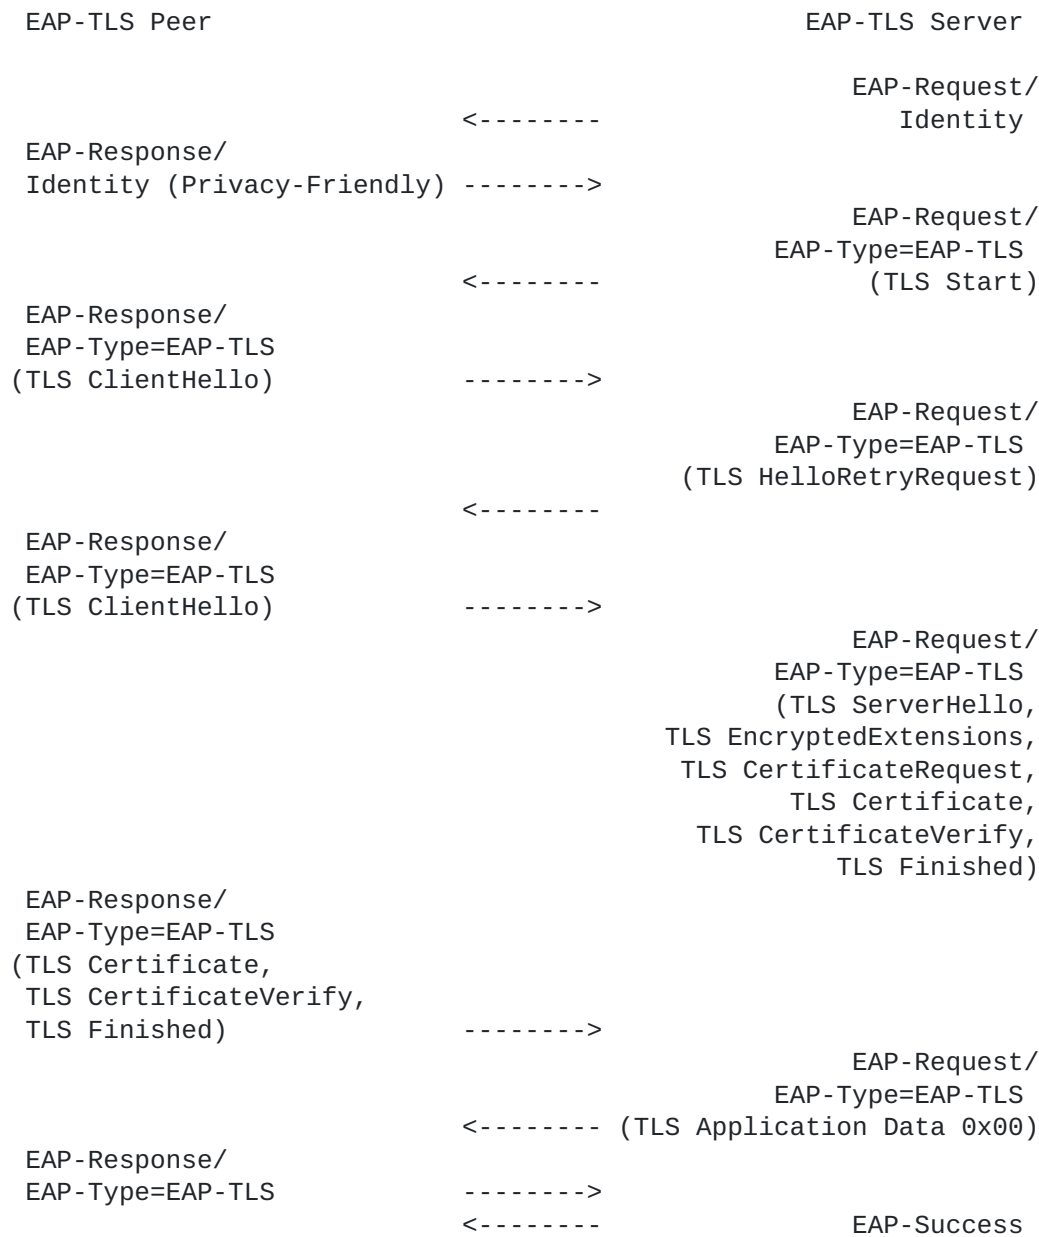 EAP-TLS Peer                                      EAP-TLS Server
EAP-Request/
<--------                   Identity
EAP-Response/
Identity (Privacy-Friendly) -------->
EAP-Request/
EAP-Type=EAP-TLS
<--------                 (TLS Start)
EAP-Response/
EAP-Type=EAP-TLS
(TLS ClientHello)            -------->
EAP-Request/
EAP-Type=EAP-TLS
(TLS HelloRetryRequest)
<--------
EAP-Response/
EAP-Type=EAP-TLS
(TLS ClientHello)            -------->
EAP-Request/
EAP-Type=EAP-TLS
(TLS ServerHello,
TLS EncryptedExtensions,
TLS CertificateRequest,
TLS Certificate,
TLS CertificateVerify,
TLS Finished)
EAP-Response/
EAP-Type=EAP-TLS
(TLS Certificate,
TLS CertificateVerify,
TLS Finished)               -------->
EAP-Request/
EAP-Type=EAP-TLS
<-------- (TLS Application Data 0x00)
EAP-Response/
EAP-Type=EAP-TLS            -------->
<--------                EAP-Success